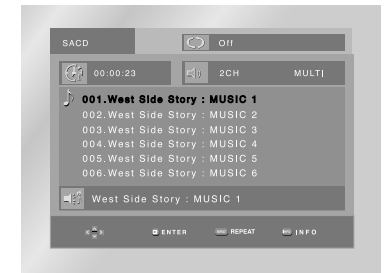 SACD Off
00:00:23 2CH MULTI
001.West Side Story : MUSIC 1
002.West Side Story : MUSIC 2
003.West Side Story : MUSIC 3
004.West Side Story : MUSIC 4
005.West Side Story : MUSIC 5
006.West Side Story : MUSIC 6
West Side Story : MUSIC 1
ENTER REPEAT INFO